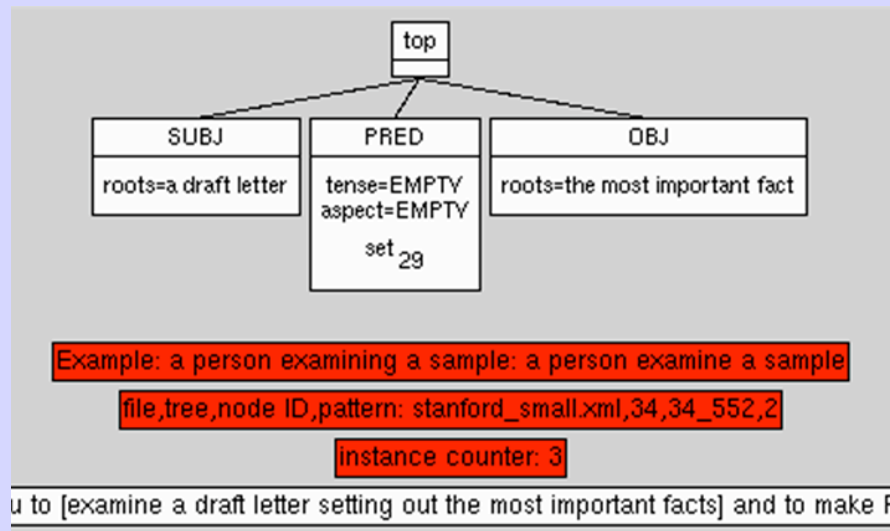 top
SUBJ PRED OBJ
roots=a draft letter tense=EMPTY roots=the most important fact
aspect=EMPTY
set 29
Example: a person examining a sample: a person examine a sample
file,tree,node ID,pattern: stanford_small.xml,34,34_552,2
instance counter: 3
to [examine a draft letter setting out the most important facts] and to make